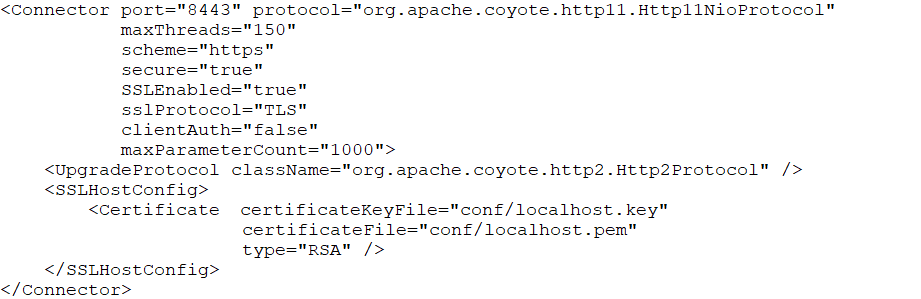 <Connector port="8443" protocol="org.apache.coyote.http11.Http11NioProtocol"
           maxThreads="150"
           scheme="https"
           secure="true"
           SSLEnabled="true"
           sslProtocol="TLS"
           clientAuth="false"
           maxParameterCount="1000">
    <UpgradeProtocol className="org.apache.coyote.http2.Http2Protocol" />
    <SSLHostConfig>
        <Certificate  certificateKeyFile="conf/localhost.key"
                      certificateFile="conf/localhost.pem"
                      type="RSA" />
    </SSLHostConfig>
</Connector>